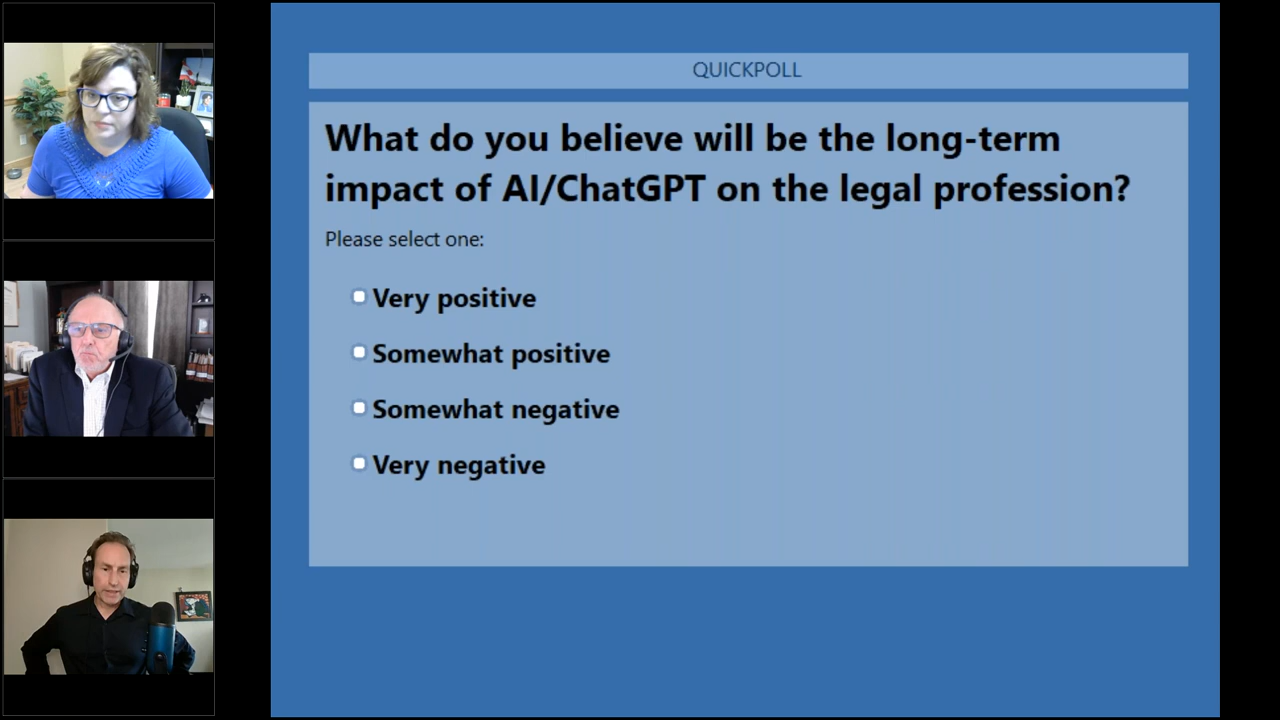 QUICKPOLL
What do you believe will be the long-term
impact of AI/ChatGPT on the legal profession?
Please select one:
Very positive
Somewhat positive
Somewhat negative
Very negative